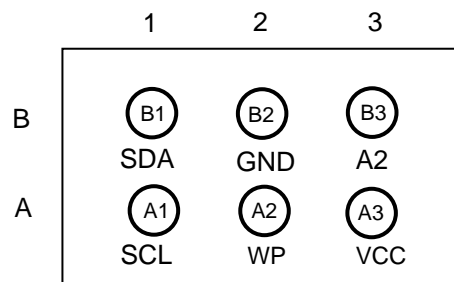 1 2 3
B B1 B2 B3
SDA GND A2
A A1 A2 A3
SCL WP VCC